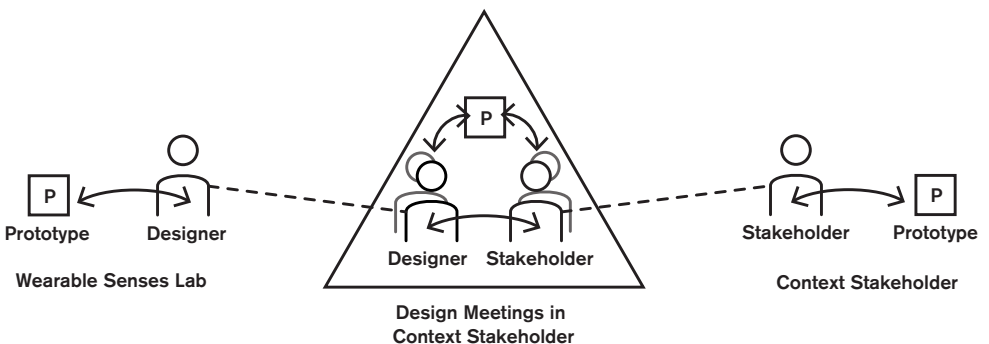 P
P
P
Prototype
Designer
Designer
Stakeholder
Stakeholder
Prototype
Wearable Senses Lab
Context Stakeholder
Design Meetings in
Context Stakeholder